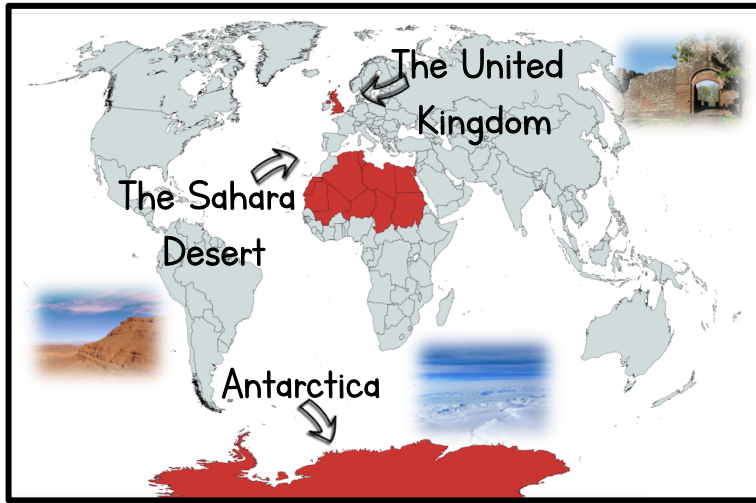 The United
Kingdom
The Sahara
Desert
Antarctica